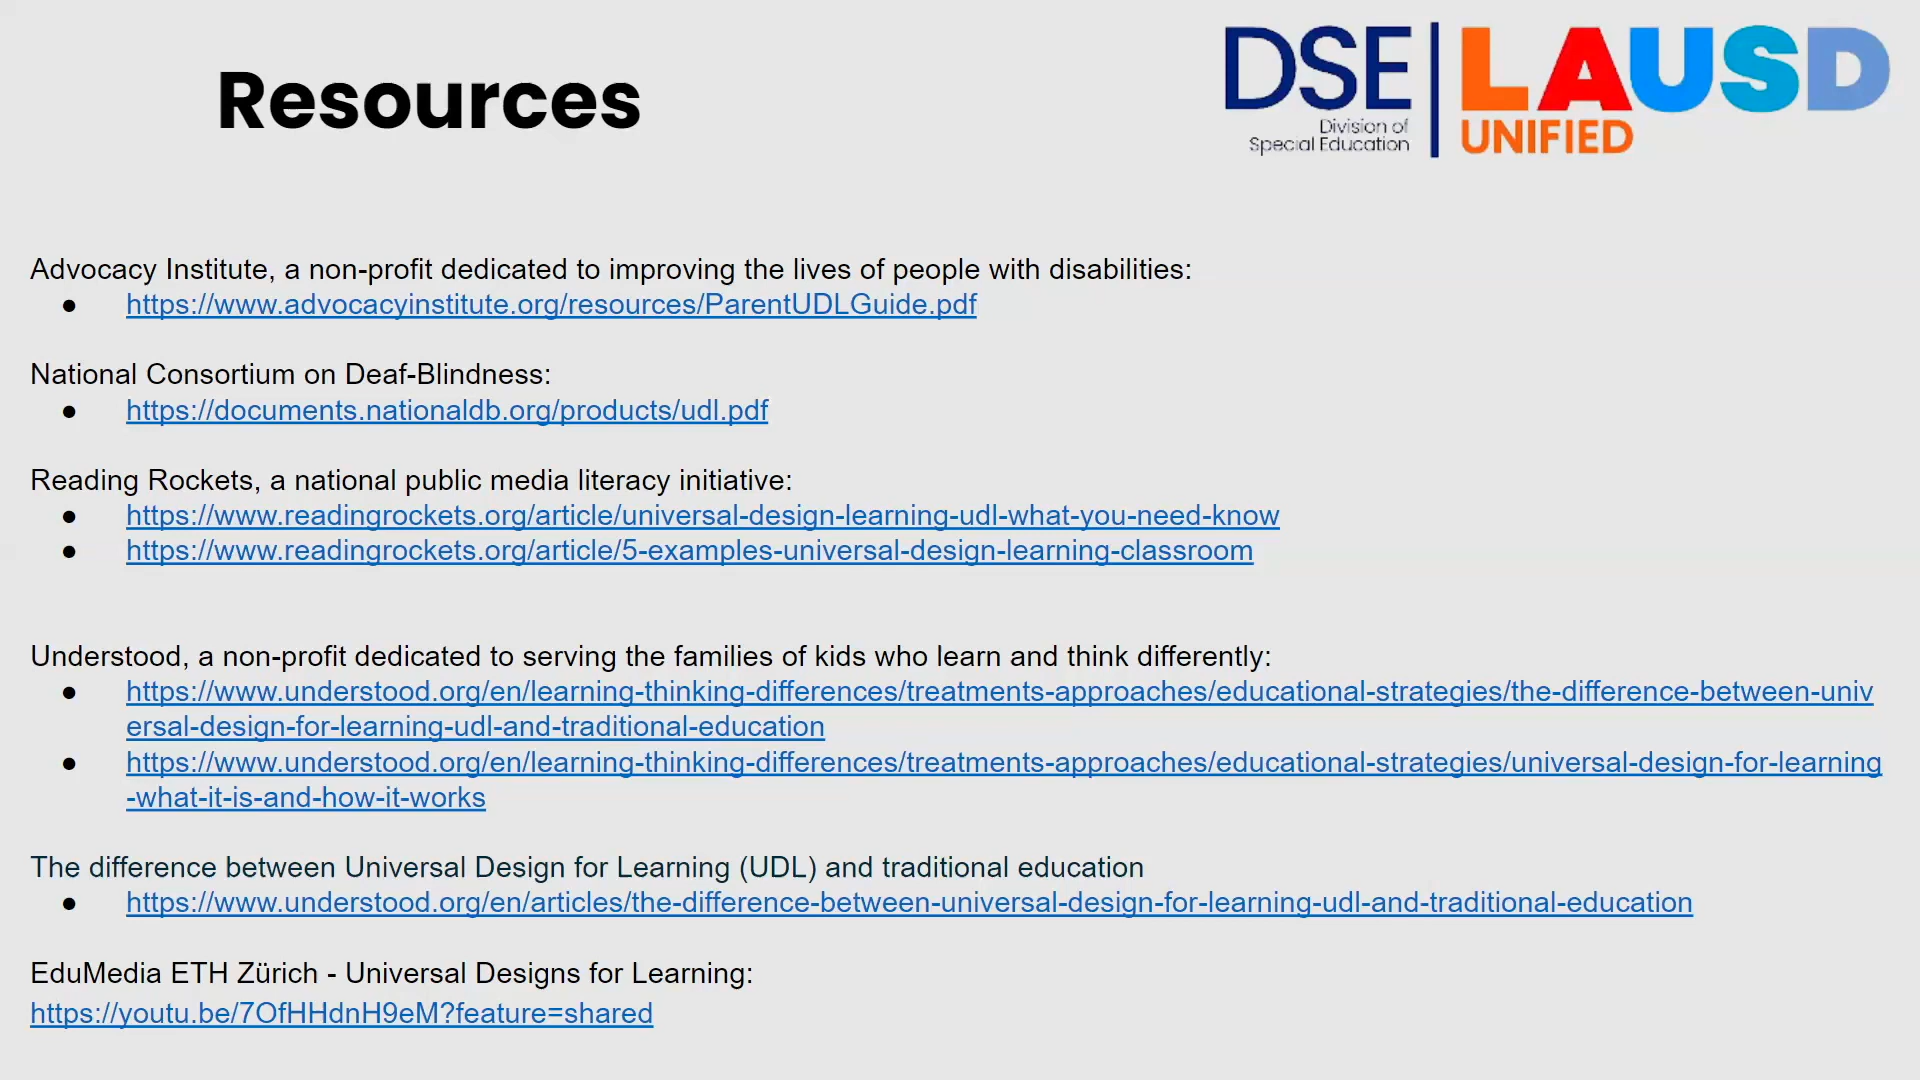 Resources
DSE
Division of
Special Education
LAUSD
UNIFIED
Advocacy Institute, a non-profit dedicated to improving the lives of people with disabilities:
● https://www.advocacyinstitute.org/resources/ParentUDLGuide.pdf
National Consortium on Deaf-Blindness:
● https://documents.nationaldb.org/products/udl.pdf
Reading Rockets, a national public media literacy initiative:
● https://www.readingrockets.org/article/universal-design-learning-udl-what-you-need-know
● https://www.readingrockets.org/article/5-examples-universal-design-learning-classroom
Understood, a non-profit dedicated to serving the families of kids who learn and think differently:
● https://www.understood.org/en/learning-thinking-differences/treatments-approaches/educational-strategies/the-difference-between-univ
ersal-design-for-learning-udl-and-traditional-education
● https://www.understood.org/en/learning-thinking-differences/treatments-approaches/educational-strategies/universal-design-for-learning
-what-it-is-and-how-it-works
The difference between Universal Design for Learning (UDL) and traditional education
● https://www.understood.org/en/articles/the-difference-between-universal-design-for-learning-udl-and-traditional-education
EduMedia ETH Zürich - Universal Designs for Learning:
https://youtu.be/7OfHHdnH9eM?feature=shared